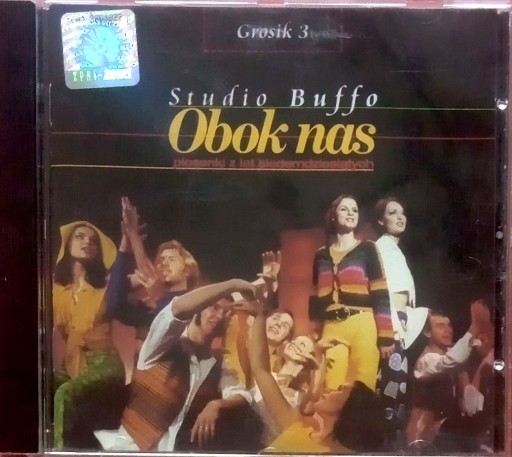 Grosik 3
Studio Buffo
Obok nas
piosenki z lat siedemdziesiątych